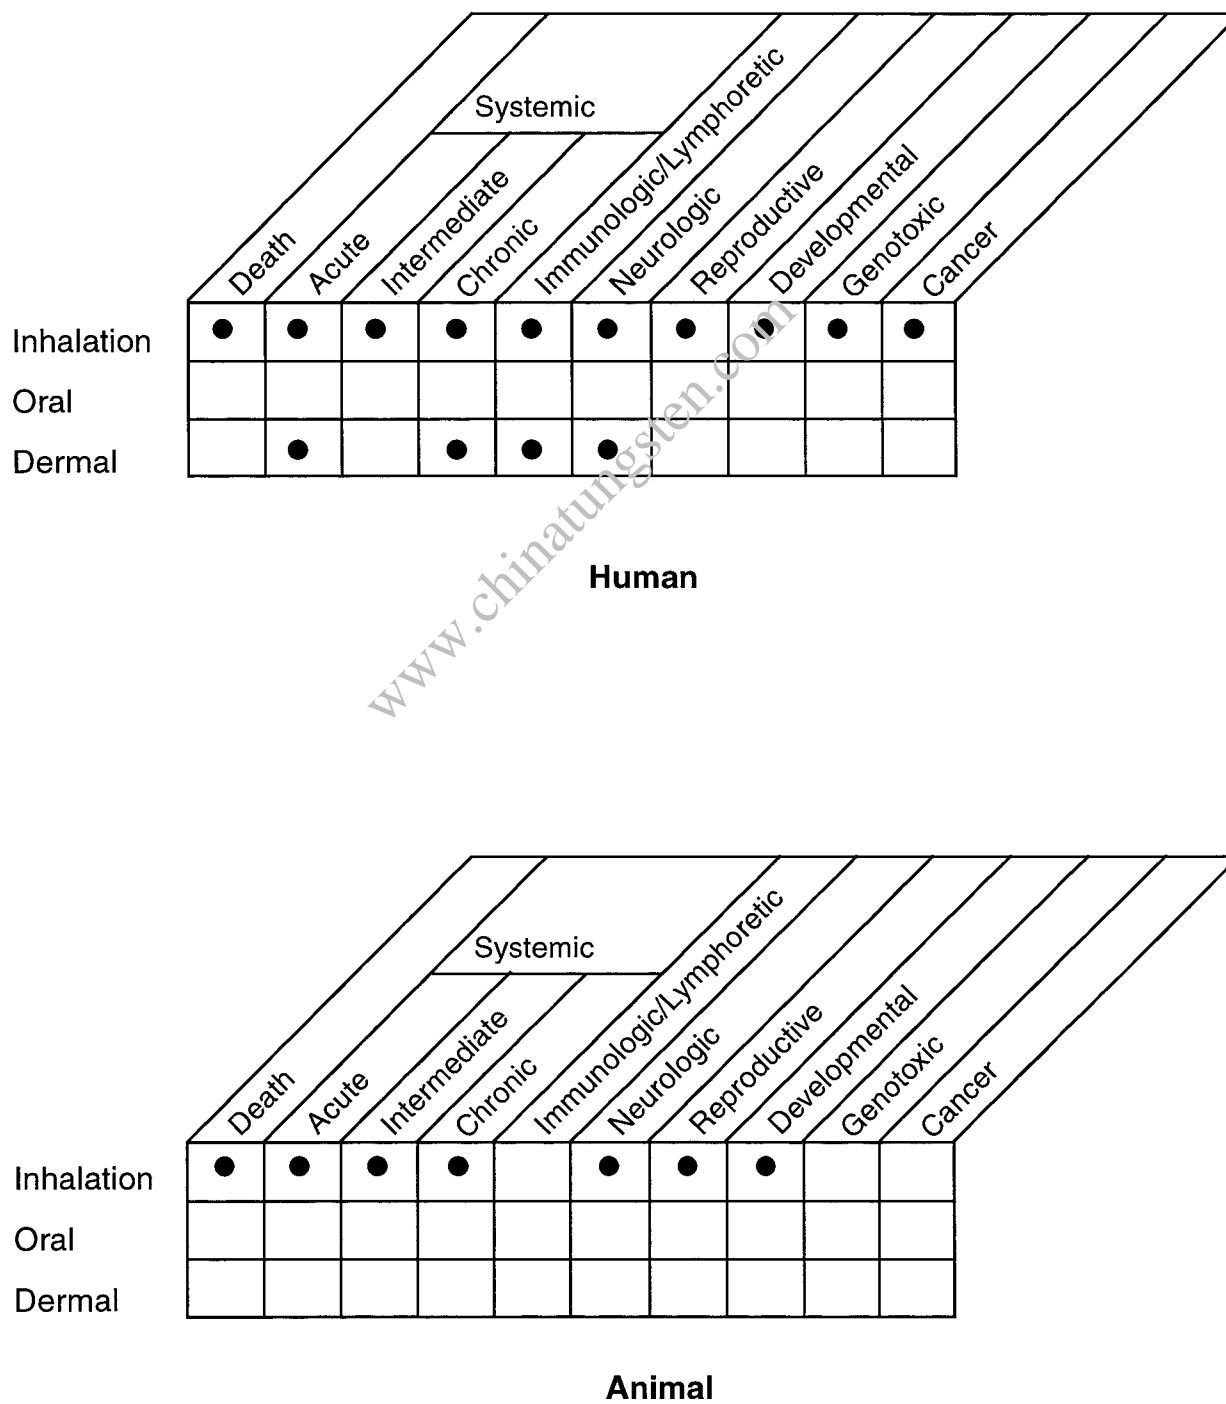 Systemic
Death
Acute
Intermediate
Chronic
Immunologic/Lymphoretic
Neurologic
Reproductive
Developmental
Genotoxic
Cancer
Inhalation
Oral
Dermal
www.chinatungsten.com
Human
Systemic
Death
Acute
Intermediate
Chronic
Immunologic/Lymphoretic
Neurologic
Reproductive
Developmental
Genotoxic
Cancer
Inhalation
Oral
Dermal
Animal